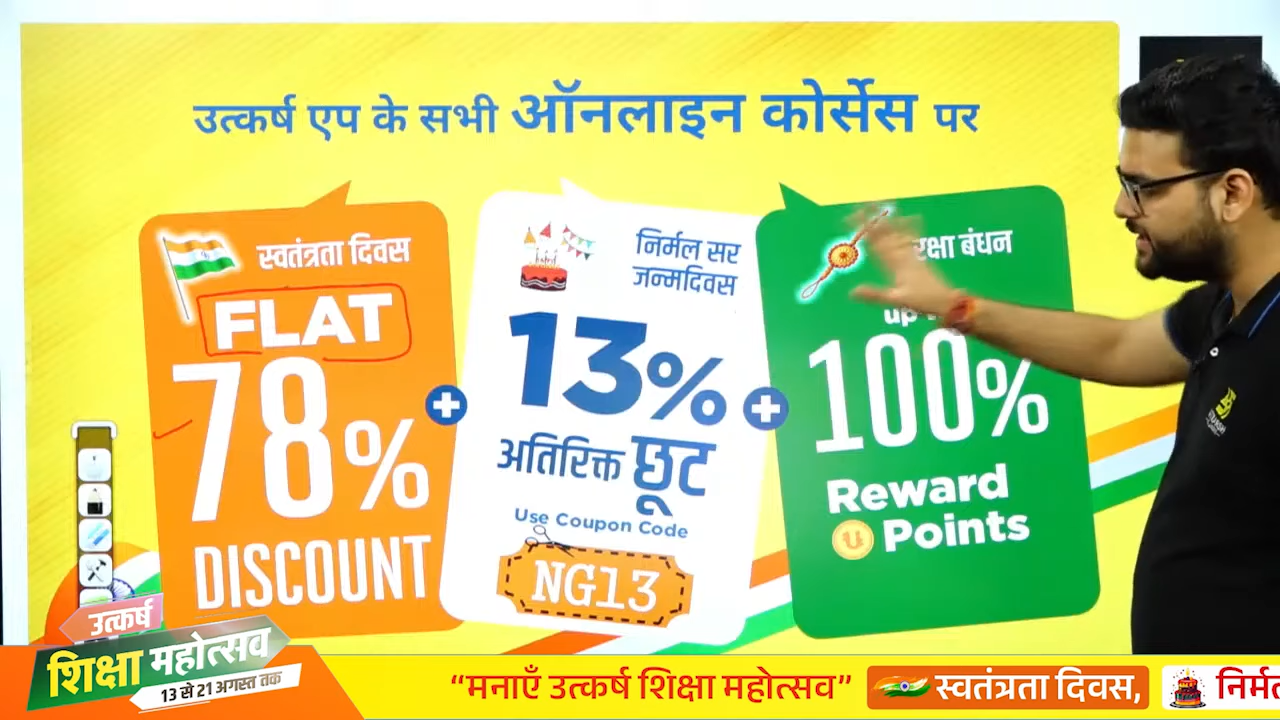 उत्कर्ष एप के सभी ऑनलाइन कोर्सेस पर
स्वतंत्रता दिवस
FLAT
78%
DISCOUNT
निर्मल सर
जन्मदिवस
13%
अतिरिक्त छूट
Use Coupon Code
NG13
रक्षा बंधन
up
100%
Reward
Points
उत्कर्ष
शिक्षा महोत्सव
13 से 21 अगस्त तक
“मनाएँ उत्कर्ष शिक्षा महोत्सव” स्वतंत्रता दिवस,